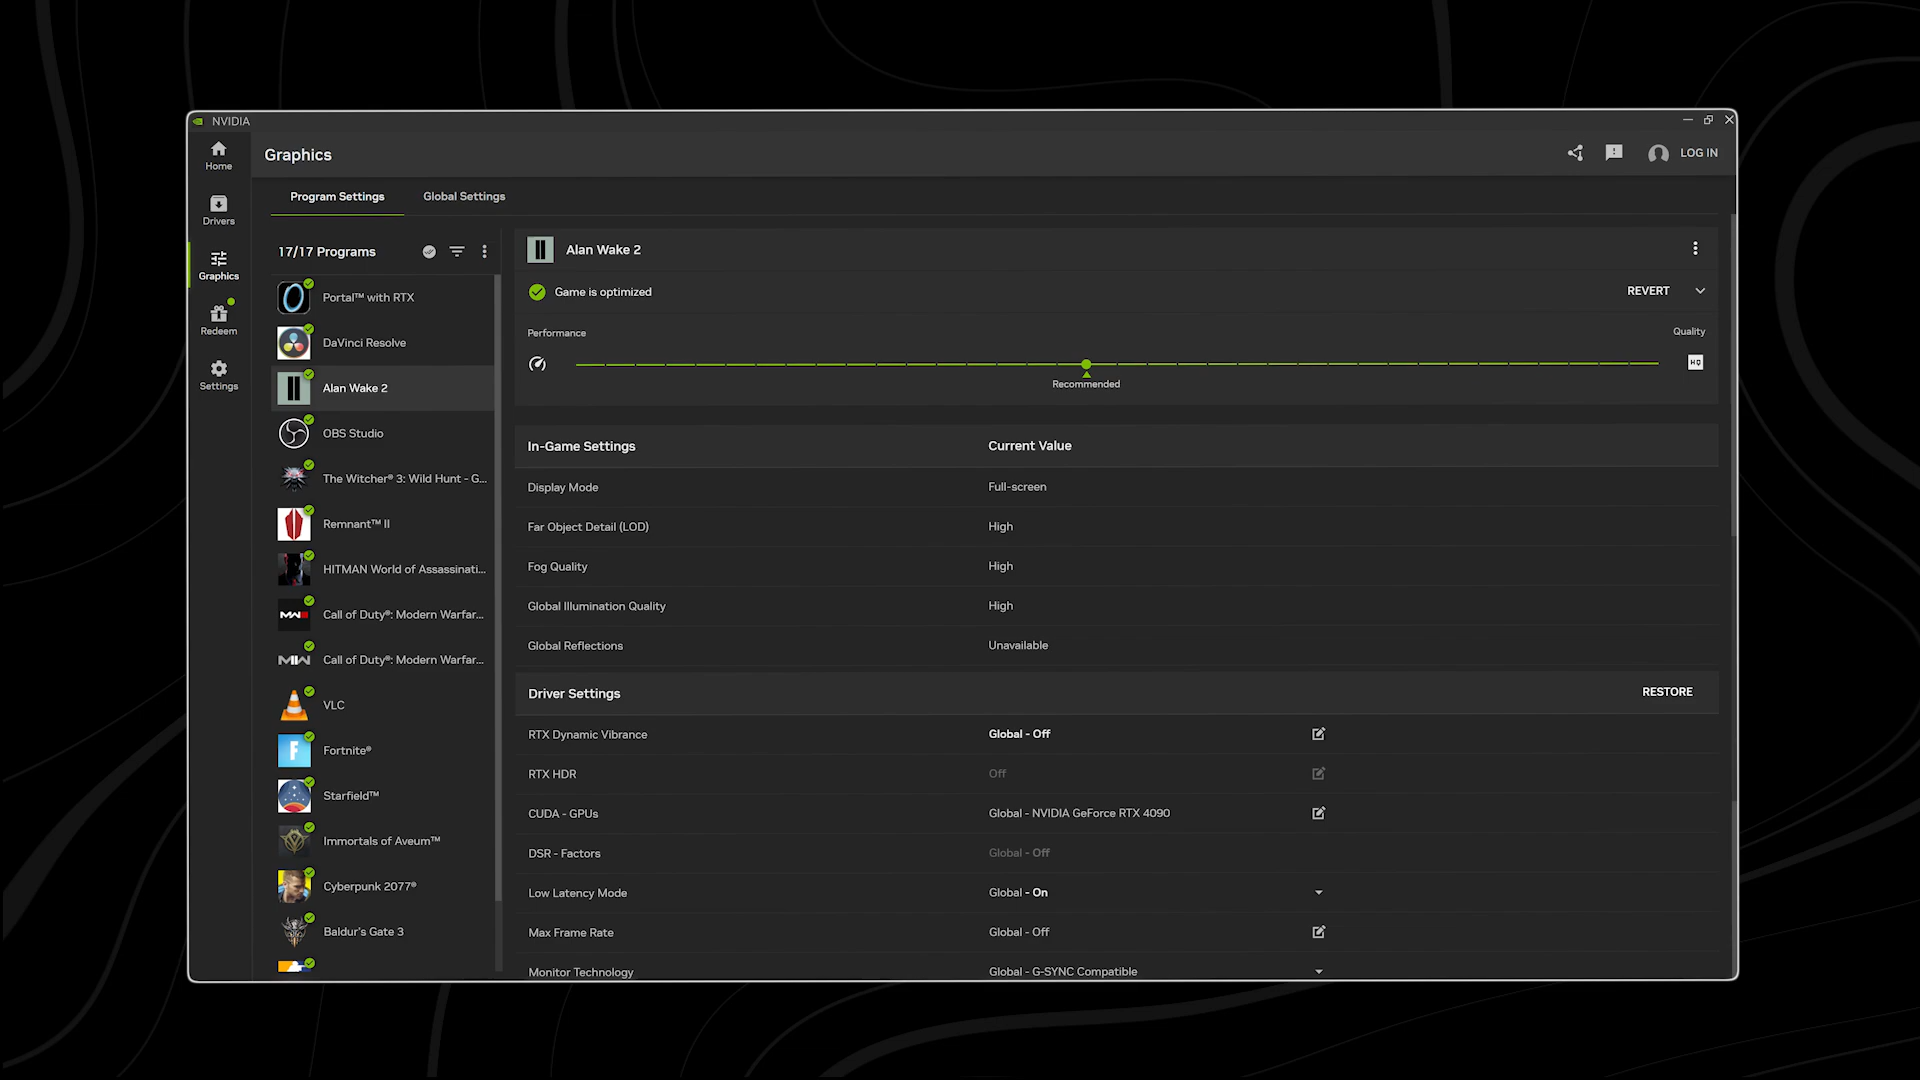 NVIDIA
Home
Drivers
Graphics
Redeem
Settings
Graphics
LOG IN
Program Settings
Global Settings
17/17 Programs
Portal™ with RTX
DaVinci Resolve
Alan Wake 2
OBS Studio
The Witcher® 3: Wild Hunt - G...
Remnant™ II
HITMAN World of Assassinati...
Call of Duty®: Modern Warfar...
Call of Duty®: Modern Warfar...
VLC
Fortnite®
Starfield™
Immortals of Aveum™
Cyberpunk 2077®
Baldur's Gate 3
Alan Wake 2
Game is optimized
REVERT
Performance
Quality
HQ
Recommended
In-Game Settings Current Value
Display Mode Full-screen
Far Object Detail (LOD) High
Fog Quality High
Global Illumination Quality High
Global Reflections Unavailable
Driver Settings RESTORE
RTX Dynamic Vibrance Global - Off
RTX HDR Off
CUDA - GPUs Global - NVIDIA GeForce RTX 4090
DSR - Factors Global - Off
Low Latency Mode Global - On
Max Frame Rate Global - Off
Monitor Technology Global - G-SYNC Compatible